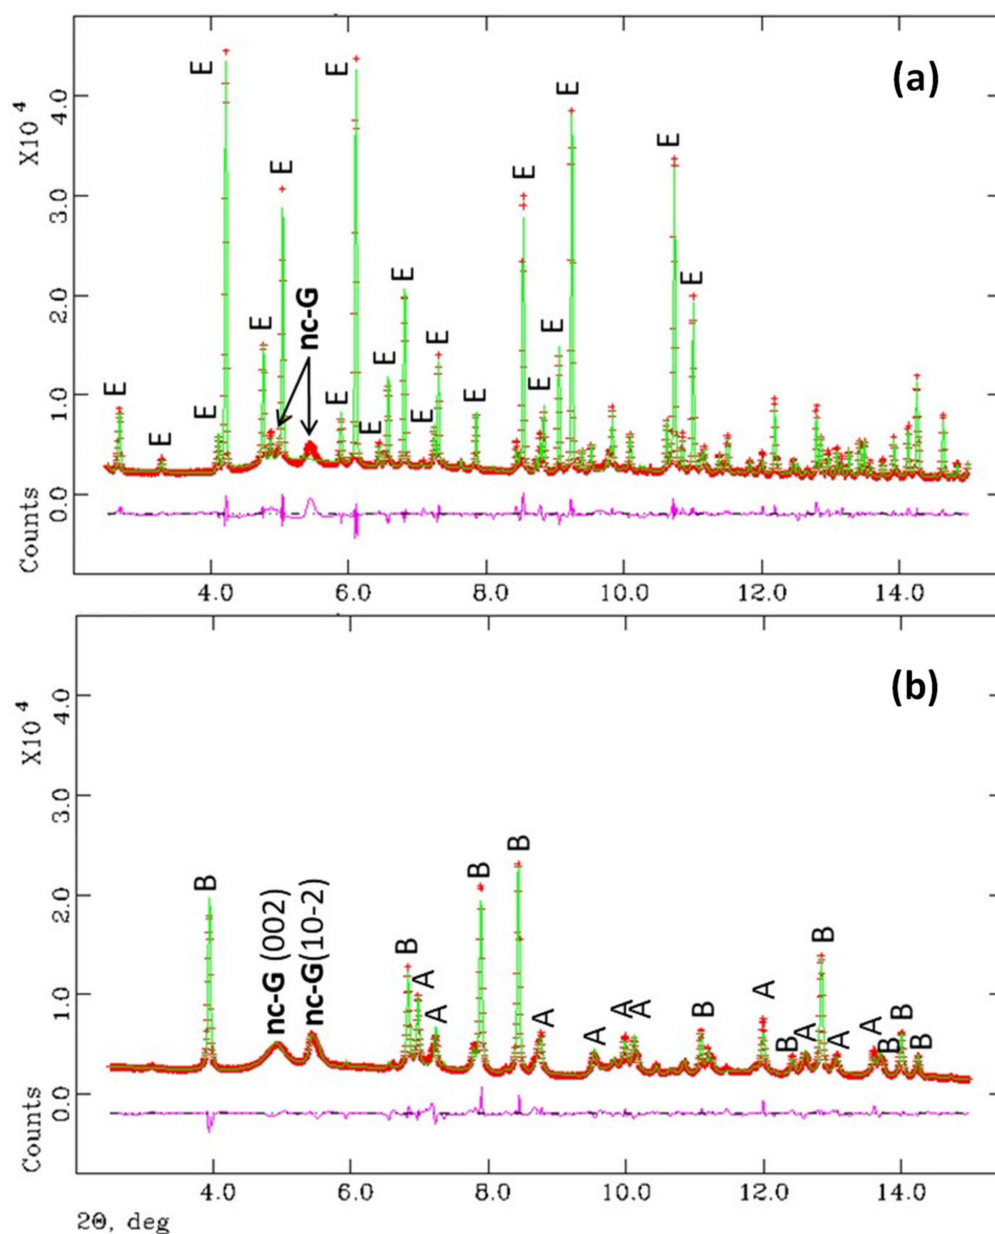 (a)
X10 4
4.0
3.0
2.0
1.0
0.0
Counts
E E E E E E E E E E E E E E E E E E E
nc-G
4.0 6.0 8.0 10.0 12.0 14.0
(b)
X10 4
4.0
3.0
2.0
1.0
0.0
Counts
B nc-G (002) nc-G(10-2) B A A B B A A A A B A B A B A A B B B
4.0 6.0 8.0 10.0 12.0 14.0
2Θ, deg